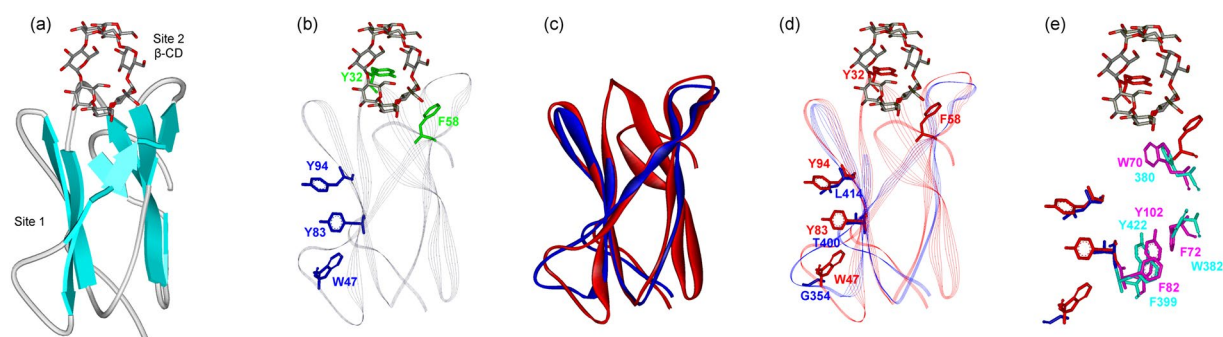 (a)
Site 2
β-CD
Site 1
(b)
Y32
F58
Y94
Y83
W47
(c)
(d)
Y32
F58
Y94
L414
Y83
T400
W47
G354
(e)
W70
380
Y102
Y422
F72
W382
F82
F399